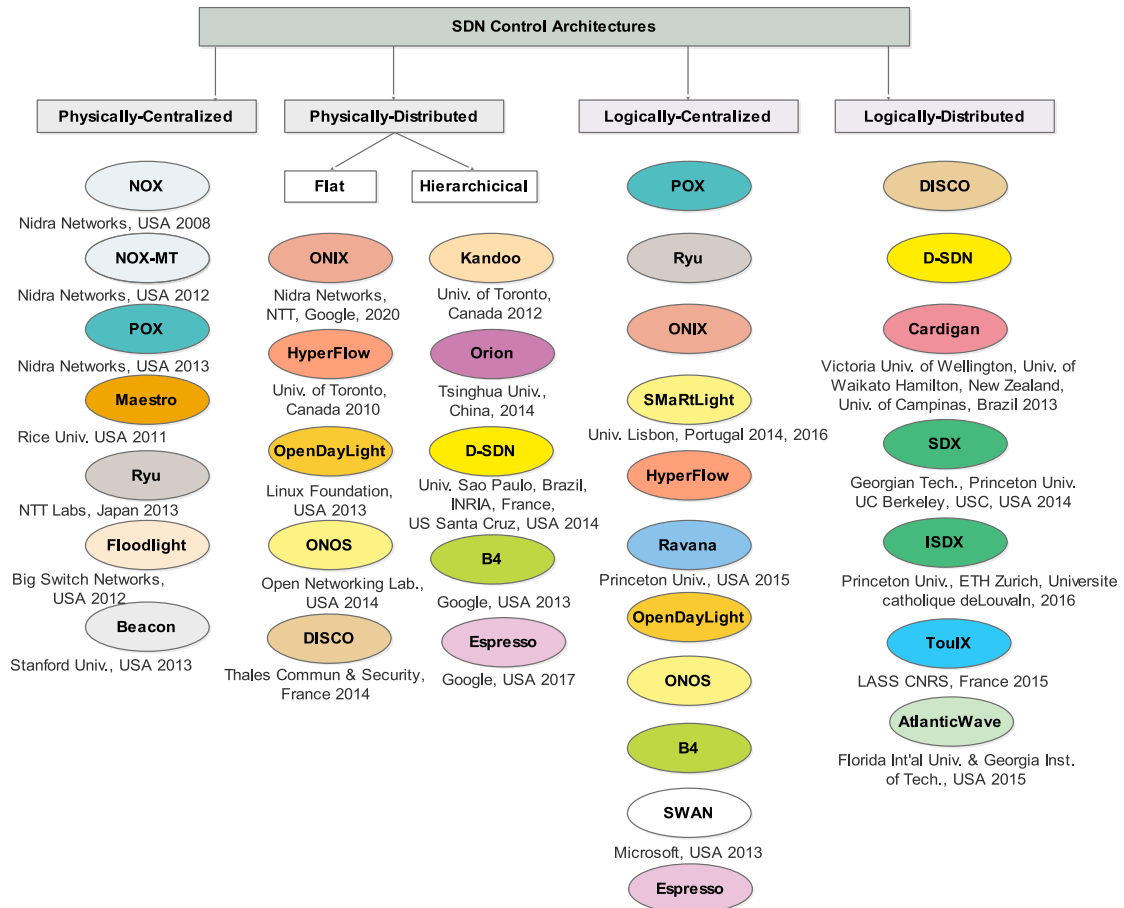 SDN Control Architectures
Physically-Centralized
Physically-Distributed
Logically-Centralized
Logically-Distributed
NOX
Nidra Networks, USA 2008
NOX-MT
Nidra Networks, USA 2012
POX
Nidra Networks, USA 2013
Maestro
Rice Univ. USA 2011
Ryu
NTT Labs, Japan 2013
Floodlight
Big Switch Networks,
USA 2012
Beacon
Stanford Univ., USA 2013
Flat
Hierarchicical
ONIX
Nidra Networks,
NTT, Google, 2020
HyperFlow
Univ. of Toronto,
Canada 2010
OpenDayLight
Linux Foundation,
USA 2013
ONOS
Open Networking Lab.,
USA 2014
DISCO
Thales Commun & Security,
France 2014
Kandoo
Univ. of Toronto,
Canada 2012
Orion
Tsinghua Univ.,
China, 2014
D-SDN
Univ. Sao Paulo, Brazil,
INRIA, France,
US Santa Cruz, USA 2014
B4
Google, USA 2013
Espresso
Google, USA 2017
POX
Ryu
ONIX
SMaRtLight
Univ. Lisbon, Portugal 2014, 2016
HyperFlow
Ravana
Princeton Univ., USA 2015
OpenDayLight
ONOS
B4
SWAN
Microsoft, USA 2013
Espresso
DISCO
D-SDN
Cardigan
Victoria Univ. of Wellington, Univ. of
Waikato Hamilton, New Zealand,
Univ. of Campinas, Brazil 2013
SDX
Georgian Tech., Princeton Univ.
UC Berkeley, USC, USA 2014
ISDX
Princeton Univ., ETH Zurich, Universite
catholique deLouvaln, 2016
TouIX
LASS CNRS, France 2015
AtlanticWave
Florida Int'al Univ. & Georgia Inst.
of Tech., USA 2015